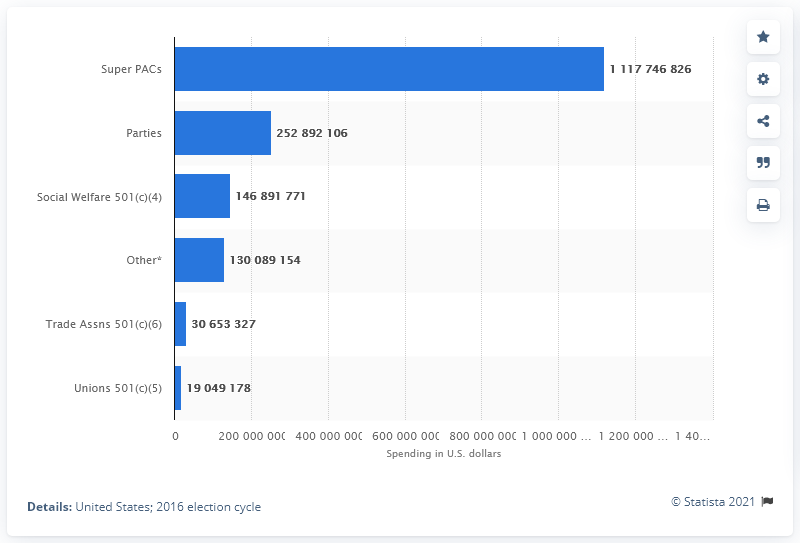 Super PACs 1 117 746 826
Parties 252 892 106
Social Welfare 501(c)(4) 146 891 771
Other* 130 089 154
Trade Assns 501(c)(6) 30 653 327
Unions 501(c)(5) 19 049 178
0 200 000 000 400 000 000 600 000 000 800 000 000 1 000 000 ... 1 200 000 ... 1 40...
Spending in U.S. dollars
Details: United States; 2016 election cycle
© Statista 2021